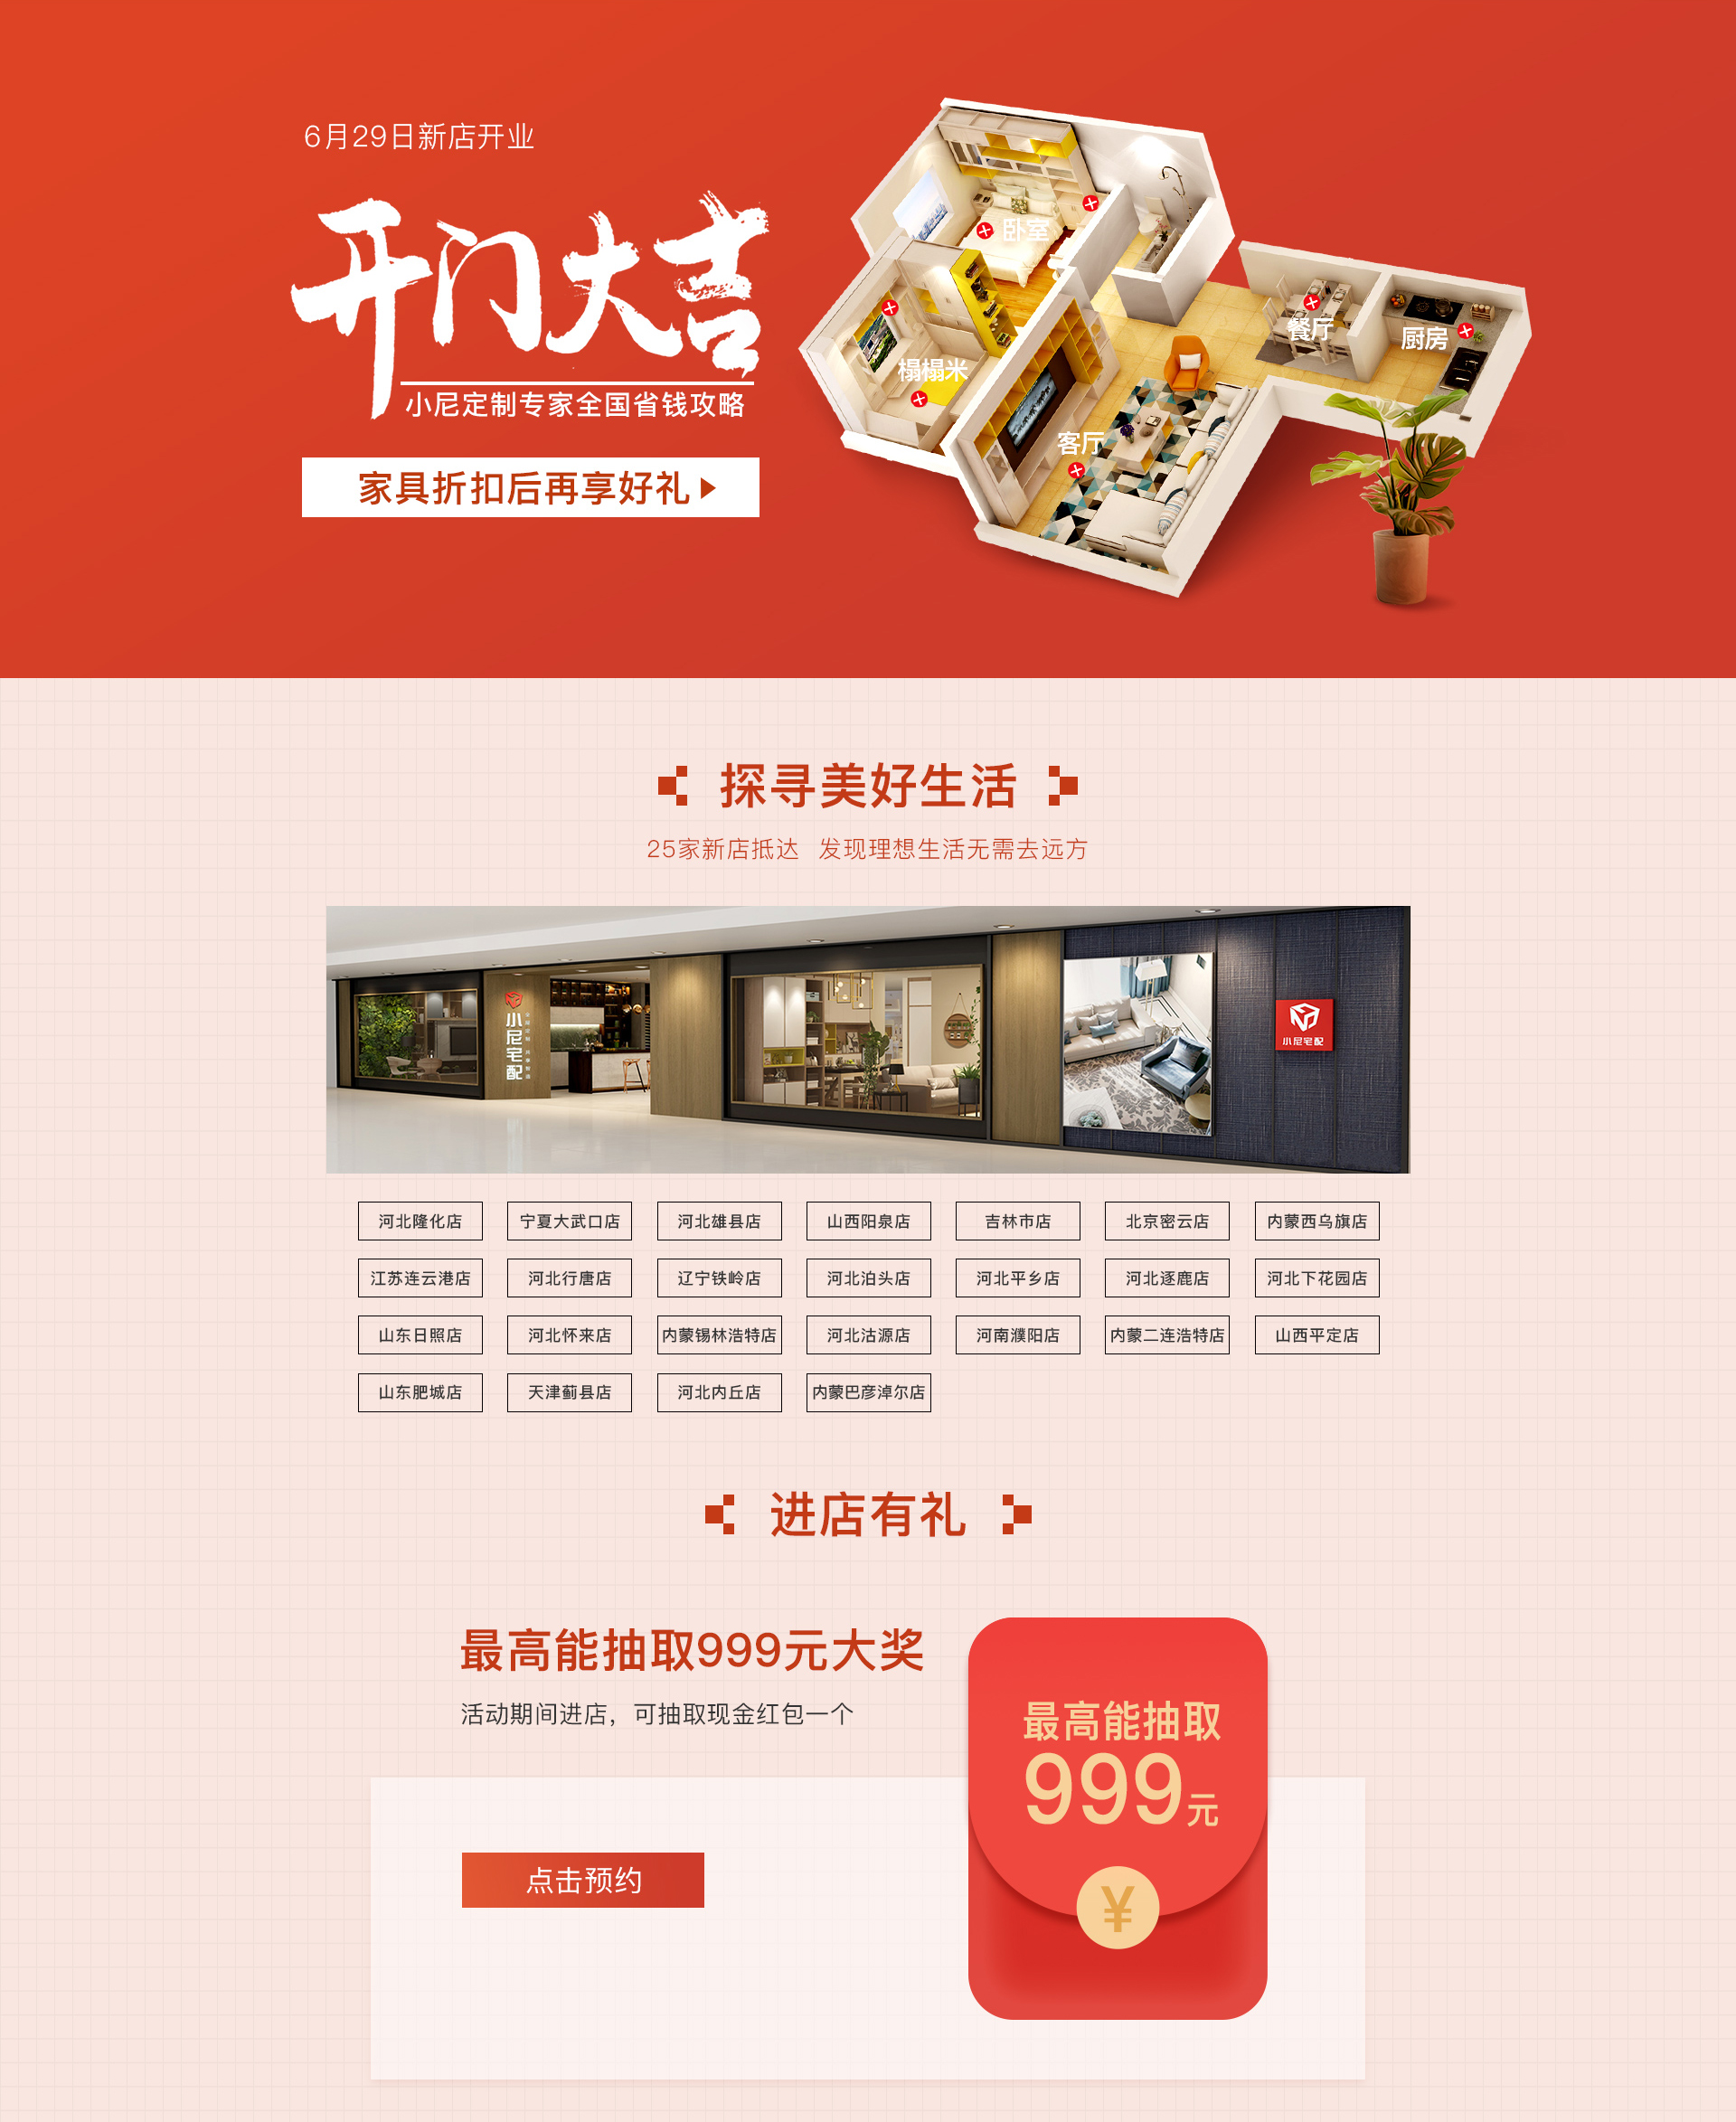 6月29日新店开业
开门大吉
小尼定制专家全国省钱攻略
家具折扣后再享好礼
卧室
榻榻米
客厅
餐厅
厨房
探寻美好生活
25家新店抵达 发现理想生活无需去远方
小尼宅配
小尼宅配
河北隆化店 宁夏大武口店 河北雄县店 山西阳泉店 吉林市店 北京密云店 内蒙西乌旗店
江苏连云港店 河北行唐店 辽宁铁岭店 河北泊头店 河北平乡店 河北逐鹿店 河北下花园店
山东日照店 河北怀来店 内蒙锡林浩特店 河北沽源店 河南濮阳店 内蒙二连浩特店 山西平定店
山东肥城店 天津蓟县店 河北内丘店 内蒙巴彦淖尔店
进店有礼
最高能抽取999元大奖
活动期间进店，可抽取现金红包一个
最高能抽取
999元
¥
点击预约